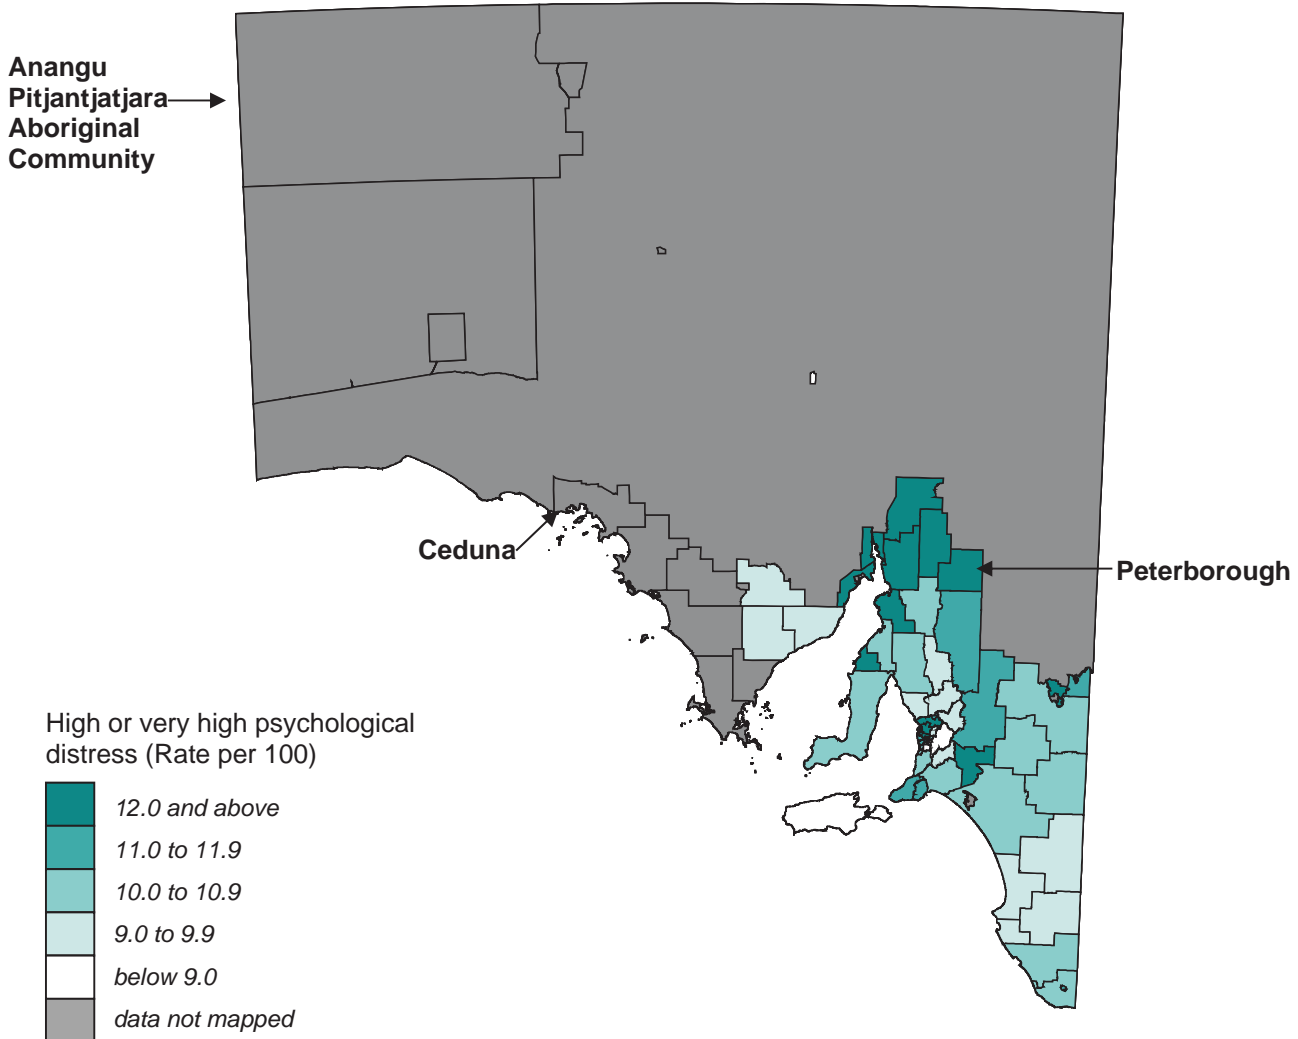 Anangu
Pitjantjatjara
Aboriginal
Community
Ceduna
Peterborough
High or very high psychological
distress (Rate per 100)
12.0 and above
11.0 to 11.9
10.0 to 10.9
9.0 to 9.9
below 9.0
data not mapped